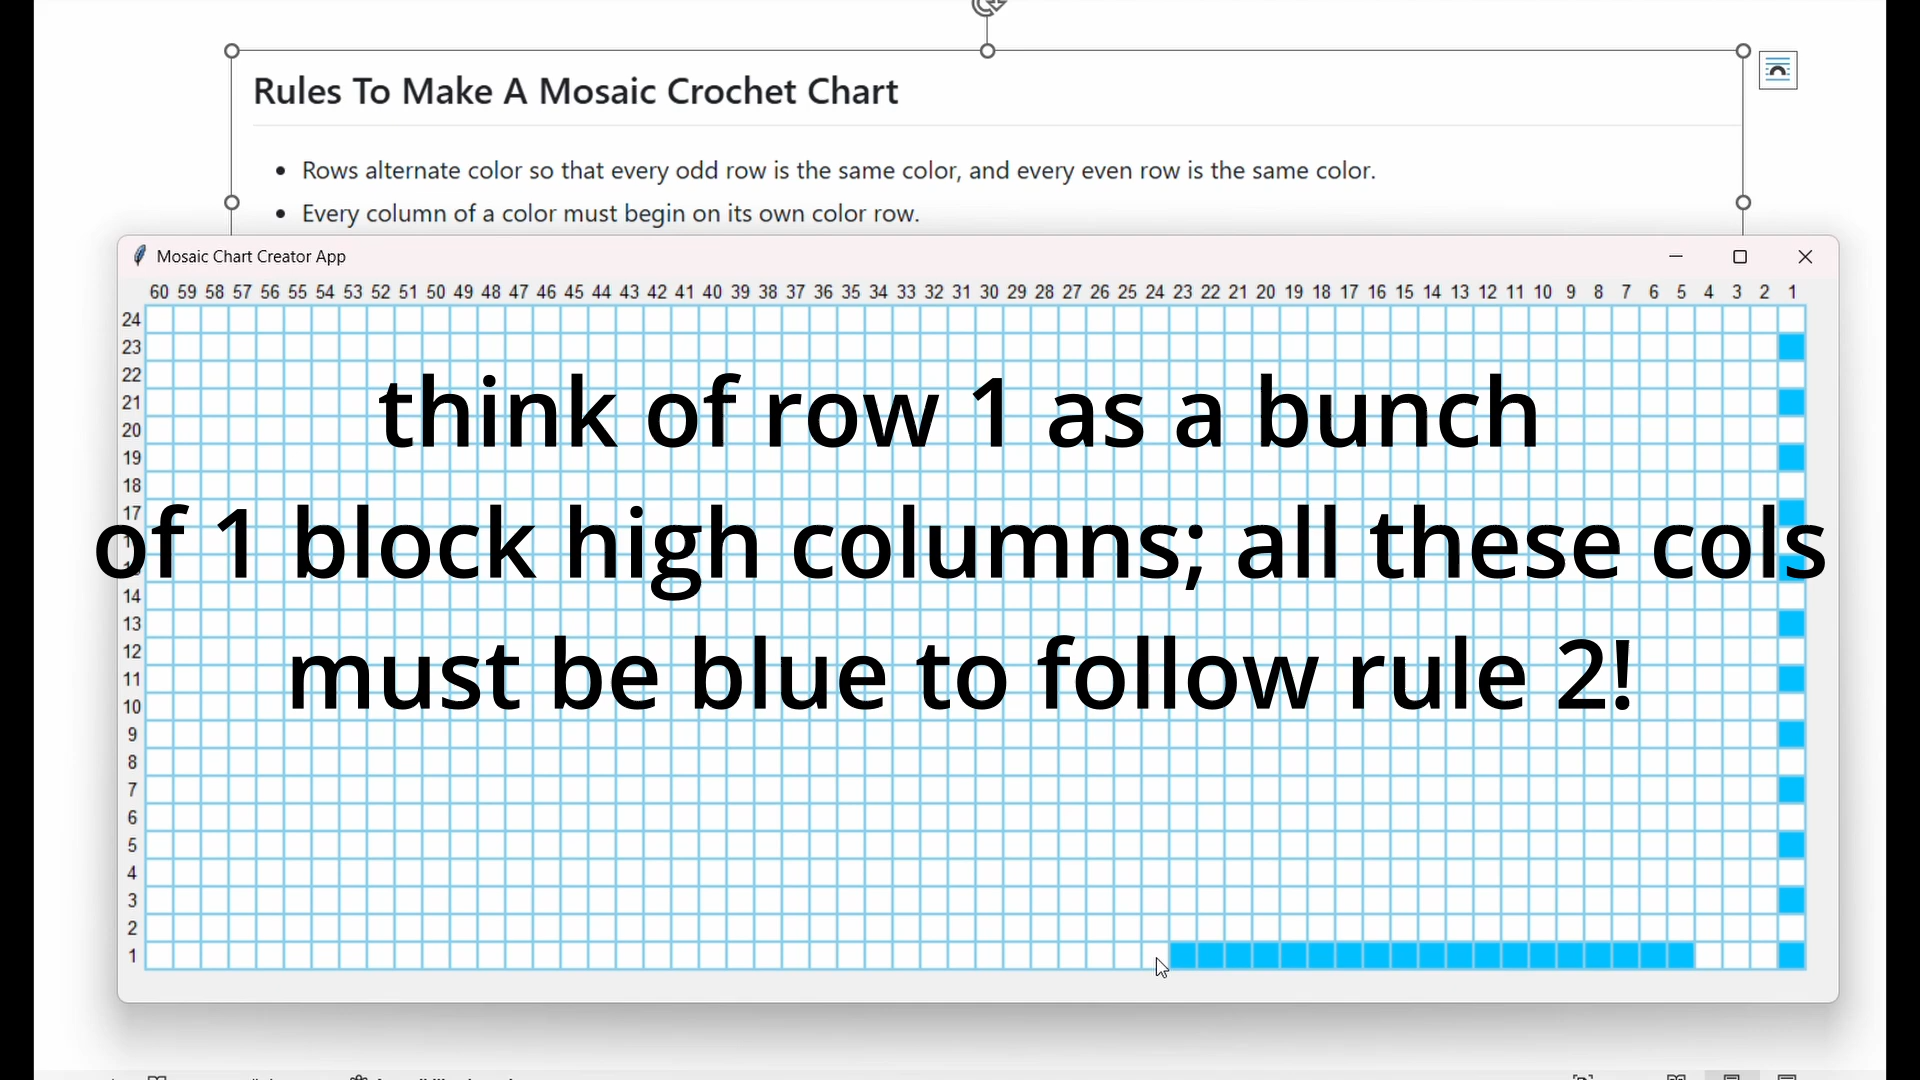 Rules To Make A Mosaic Crochet Chart
Rows alternate color so that every odd row is the same color, and every even row is the same color.
Every column of a color must begin on its own color row.
Mosaic Chart Creator App
60 59 58 57 56 55 54 53 52 51 50 49 48 47 46 45 44 43 42 41 40 39 38 37 36 35 34 33 32 31 30 29 28 27 26 25 24 23 22 21 20 19 18 17 16 15 14 13 12 11 10 9 8 7 6 5 4 3 2 1
24
23
22
21
20
19
18
17
14
13
12
11
10
9
8
7
6
5
4
3
2
1
think of row 1 as a bunch
of 1 block high columns; all these cols
must be blue to follow rule 2!